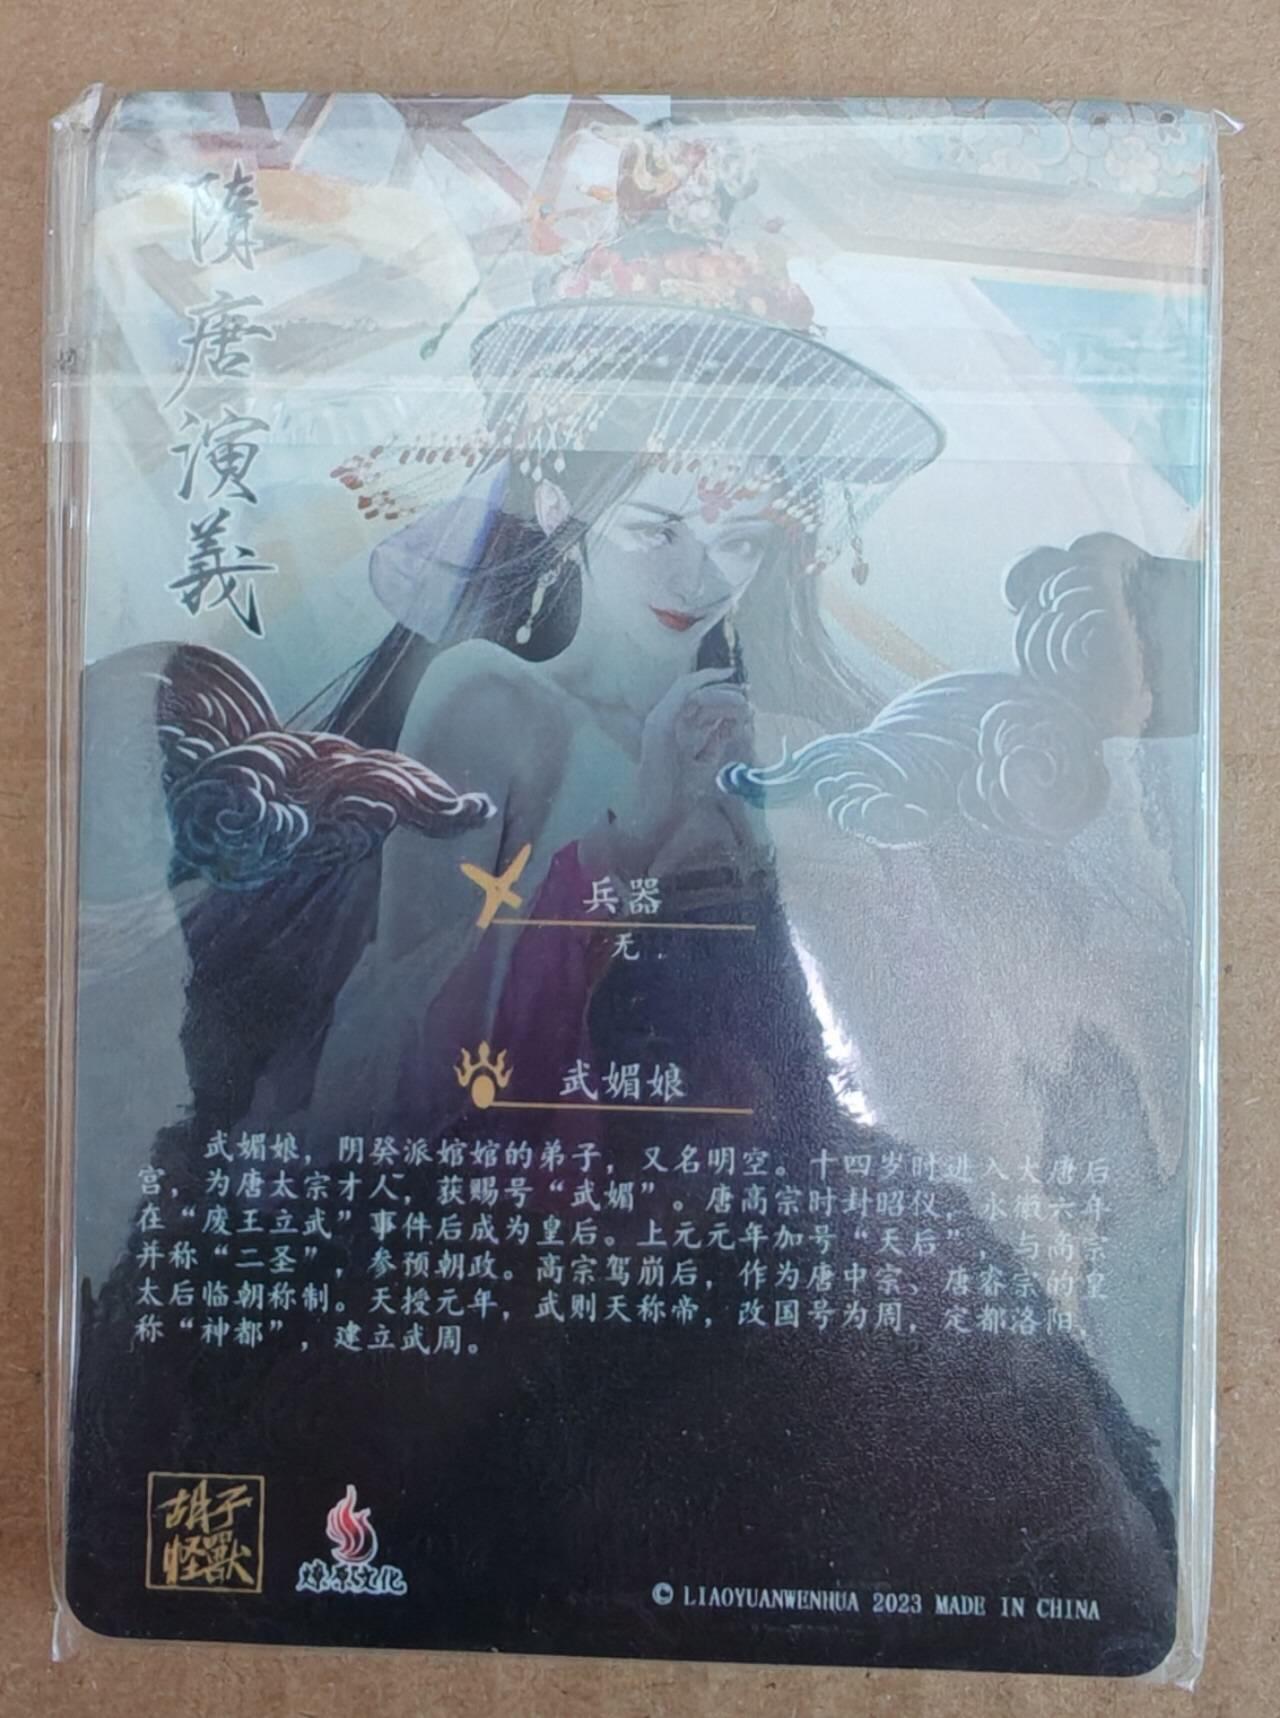 隋唐演義
兵器
无
武媚娘
武媚娘，阴癸派婠婠的弟子，又名明空。十四岁时进入大唐后
宫，为唐太宗才人，获赐号“武媚”。唐高宗时封昭仪，永徽六年
在“废王立武”事件后成为皇后。上元元年加号“天后”，与高宗
并称“二圣”，参预朝政。高宗驾崩后，作为唐中宗、唐睿宗的皇
太后临朝称制。天授元年，武则天称帝，改国号为周，定都洛阳，
称“神都”，建立武周。
胡子
怪獸
燎原文化
© LIAOYUANWENHUA 2023 MADE IN CHINA